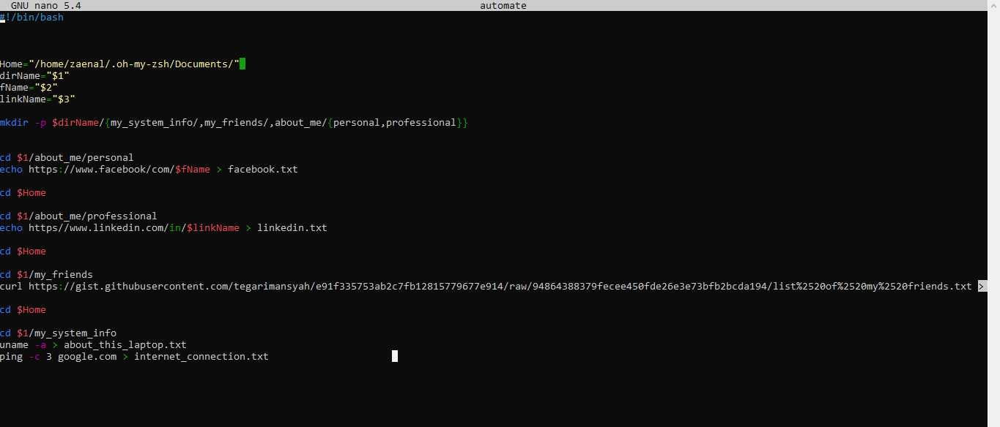 GNU nano 5.4 automate
#!/bin/bash
Home="/home/zaenal/.oh-my-zsh/Documents/"
dirName="$1"
fName="$2"
linkName="$3"
mkdir -p $dirName/{my_system_info/,my_friends/,about_me/{personal,professional}}
cd $1/about_me/personal
echo https://www.facebook/com/$fName > facebook.txt
cd $Home
cd $1/about_me/professional
echo https//www.linkedin.com/in/$linkName > linkedin.txt
cd $Home
cd $1/my_friends
curl https://gist.githubusercontent.com/tegarimansyah/e91f335753ab2c7fb12815779677e914/raw/94864388379fecee450fde26e3e73bfb2bcda194/list%2520of%2520my%2520friends.txt >
cd $Home
cd $1/my_system_info
uname -a > about_this_laptop.txt
ping -c 3 google.com > internet_connection.txt